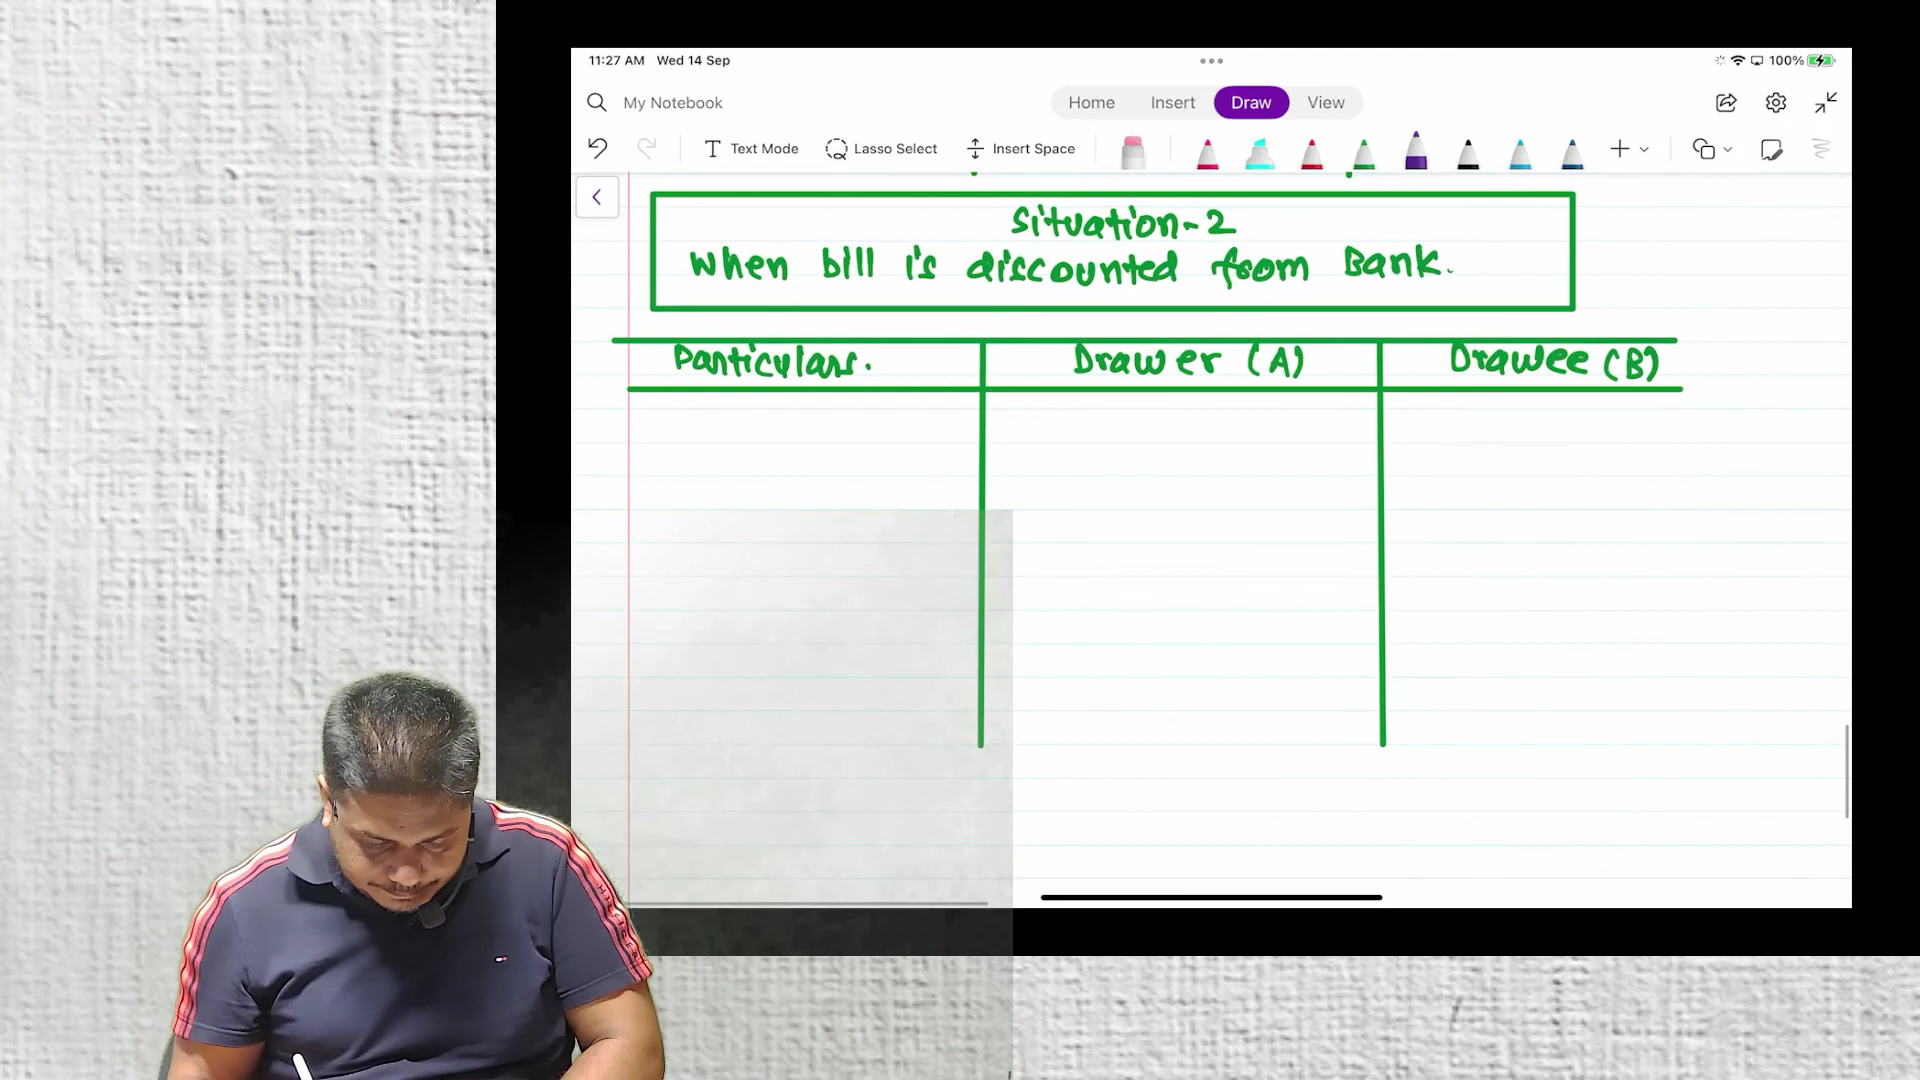 11:27 AM Wed 14 Sep
100%
My Notebook
Home Insert Draw View
Text Mode Lasso Select Insert Space
Situation-2
When bill is discounted from Bank.
Particulars. Drawer (A) Drawee (B)